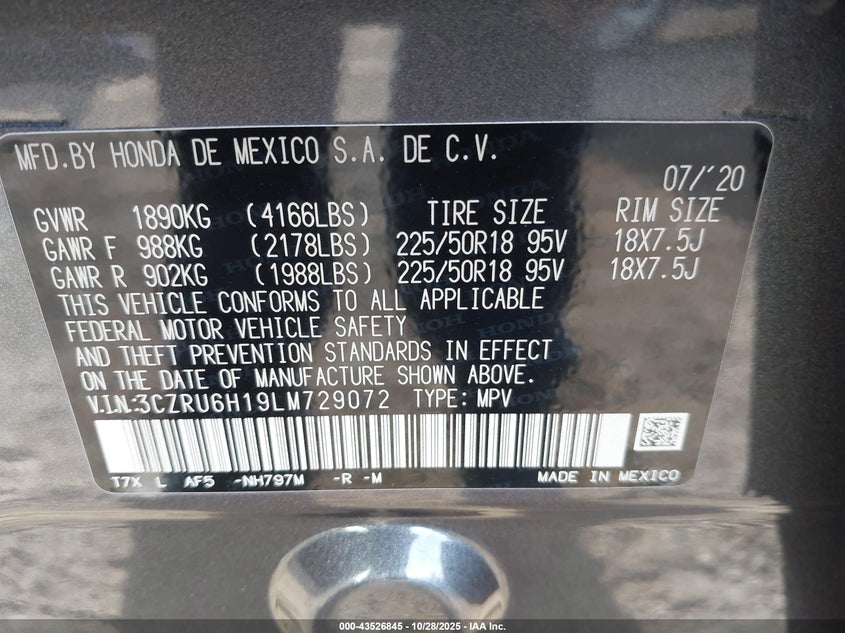 MFD.BY HONDA DE MEXICO S.A. DE C.V.
07/'20
GVWR 1890KG (4166LBS) TIRE SIZE RIM SIZE
GAWR F 988KG (2178LBS) 225/50R18 95V 18X7.5J
GAWR R 902KG (1988LBS) 225/50R18 95V 18X7.5J
THIS VEHICLE CONFORMS TO ALL APPLICABLE
FEDERAL MOTOR VEHICLE SAFETY
AND THEFT PREVENTION STANDARDS IN EFFECT
ON THE DATE OF MANUFACTURE SHOWN ABOVE.
V.I.N:3CZRU6H19LM729072 TYPE: MPV
T7X L AF5 -NH797M -R -M MADE IN MEXICO
000-43526845 | 10/28/2025 | IAA Inc.